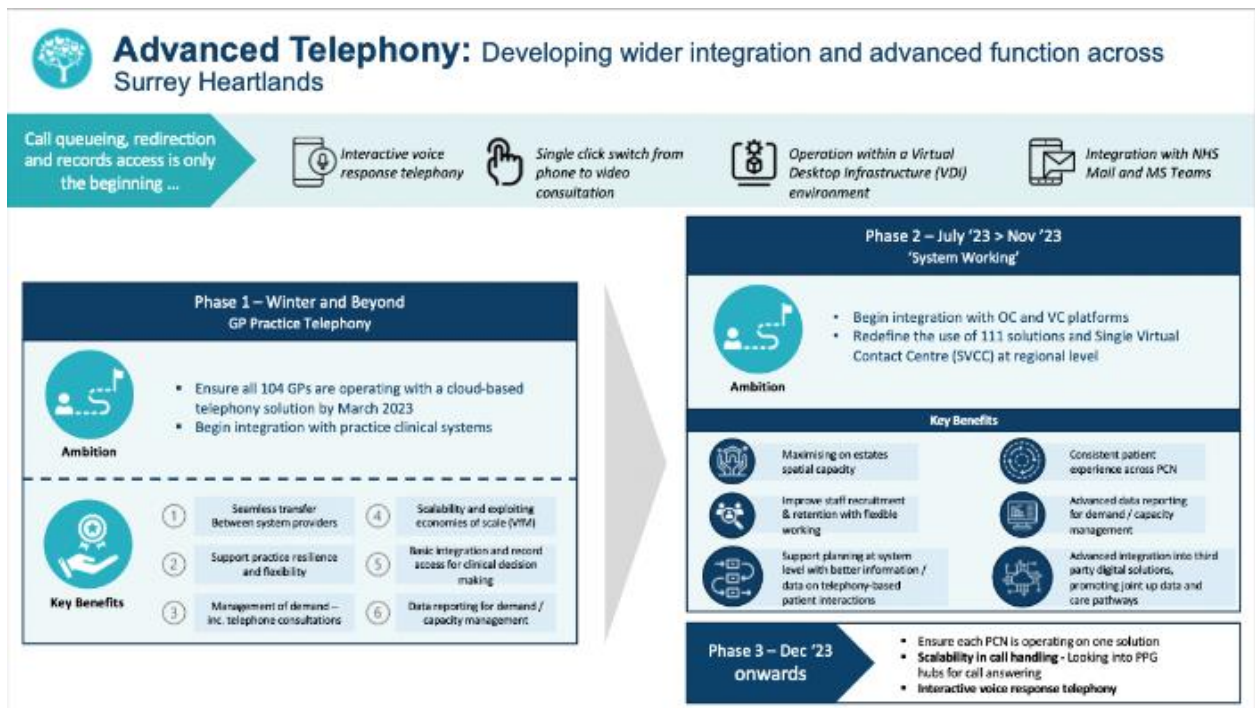 Advanced Telephony: Developing wider integration and advanced function across
Surrey Heartlands
Call queueing, redirection
and records access is only
the beginning ...
Interactive voice
response telephony
Single click switch from
phone to video
consultation
Operation within a Virtual
Desktop Infrastructure (VDI)
environment
Integration with NHS
Mail and MS Teams
Phase 1 – Winter and Beyond
GP Practice Telephony
Ambition
▪ Ensure all 104 GPs are operating with a cloud-based
telephony solution by March 2023
▪ Begin integration with practice clinical systems
Key Benefits
1
Seamless transfer
Between system providers
2
Support practice resilience
and flexibility
3
Management of demand –
inc. telephone consultations
4
Scalability and exploiting
economies of scale (VfM)
5
Basic integration and record
access for clinical decision
making
6
Data reporting for demand /
capacity management
Phase 2 – July '23 > Nov '23
'System Working'
Ambition
• Begin integration with OC and VC platforms
• Redefine the use of 111 solutions and Single Virtual
Contact Centre (SVCC) at regional level
Key Benefits
Maximising on estates
spatial capacity
Consistent patient
experience across PCN
Improve staff recruitment
& retention with flexible
working
Advanced data reporting
for demand / capacity
management
Support planning at system
level with better information /
data on telephony-based
patient interactions
Advanced integration into third
party digital solutions,
promoting joint up data and
care pathways
Phase 3 – Dec '23
onwards
▪ Ensure each PCN is operating on one solution
▪ Scalability in call handling - Looking into PPG
hubs for call answering
▪ Interactive voice response telephony